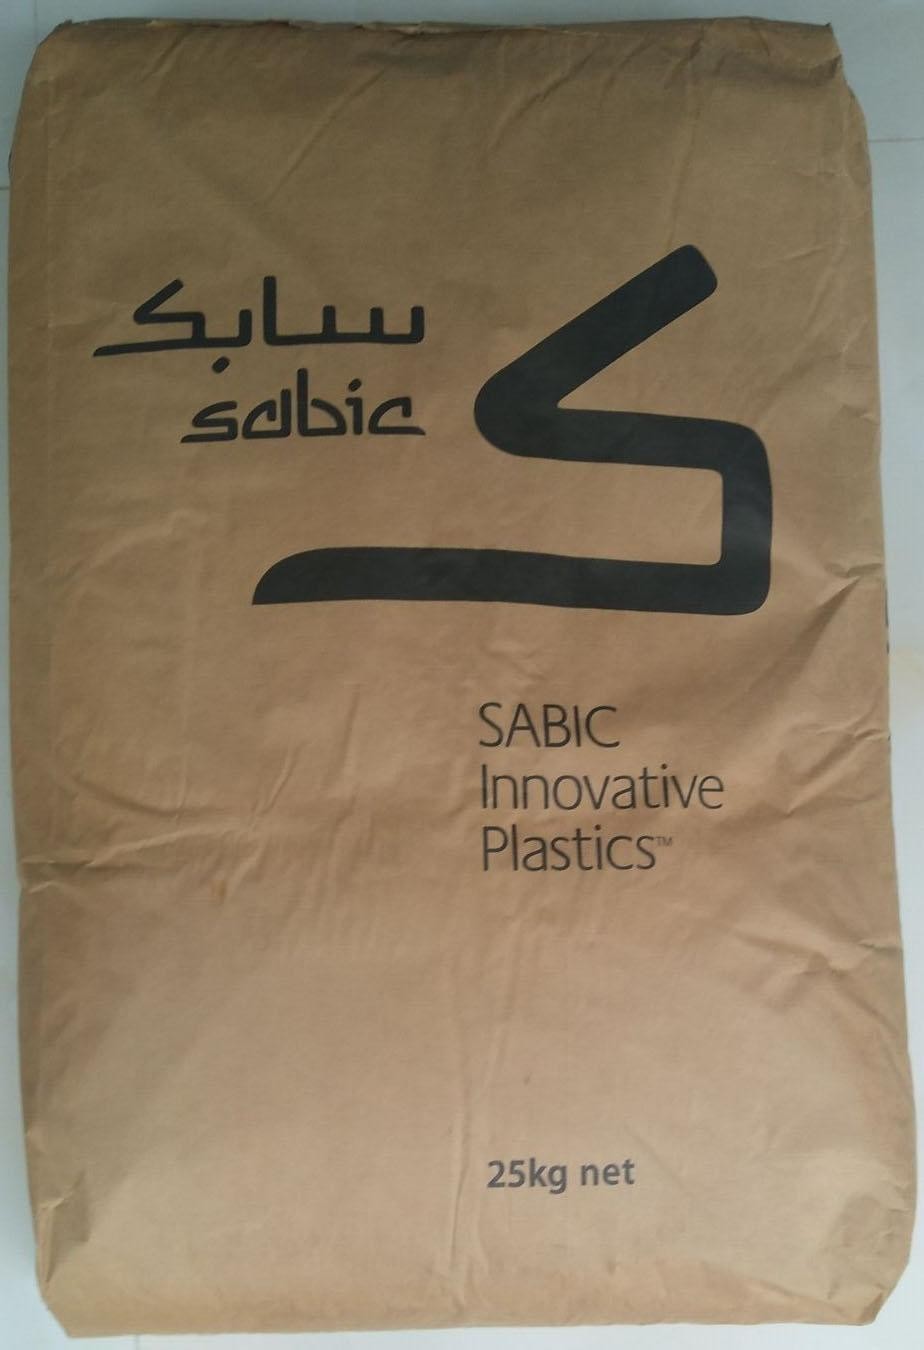 سابك
sabic
ك
SABIC
Innovative
Plastics™
25kg net